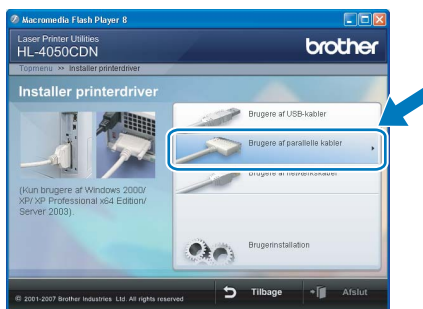 Macromedia Flash Player 8
Laser Printer Utilities
HL-4050CDN
brother
Topmenu >> Installer printerdriver
Installer printerdriver
Brugere af USB-kabler
Brugere af parallelle kabler
Brugere af netværkskabel
(Kun brugere af Windows 2000/
XP/ XP Professional x64 Edition/
Server 2003).
Brugerinstallation
© 2001-2007 Brother Industries Ltd. All rights reserved
Tilbage
Afslut